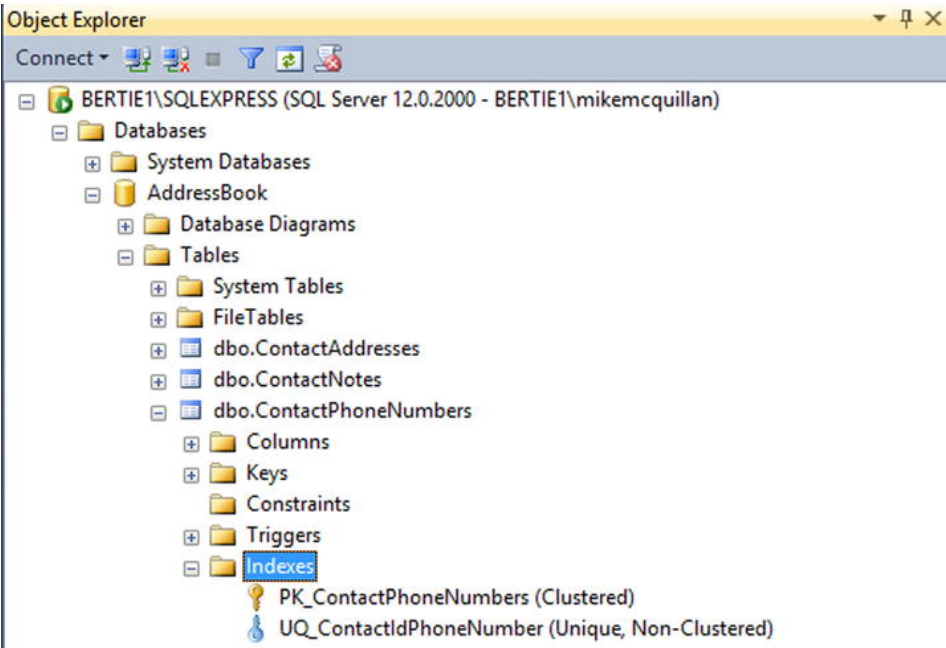 Object Explorer
Connect
BERTIE1\SQLEXPRESS (SQL Server 12.0.2000 - BERTIE1\mikemcquillan)
Databases
System Databases
AddressBook
Database Diagrams
Tables
System Tables
FileTables
dbo.ContactAddresses
dbo.ContactNotes
dbo.ContactPhoneNumbers
Columns
Keys
Constraints
Triggers
Indexes
PK_ContactPhoneNumbers (Clustered)
UQ_ContactIdPhoneNumber (Unique, Non-Clustered)